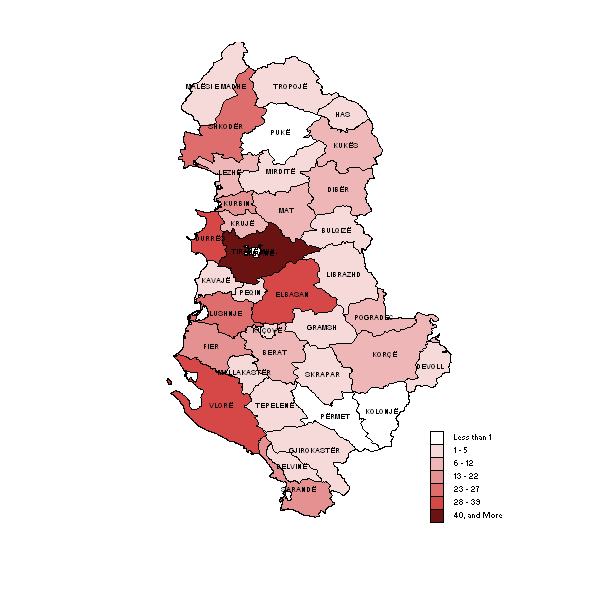 MALËSI E MADHE
TROPOJË
HAS
SHKODËR
PUKË
KUKËS
LEZHË
MIRDITË
DIBËR
KURBIN
MAT
KRUJË
BULQIZË
DURRËS
KAVAJË
LIBRAZHD
PEQIN
ELBASAN
LUSHNJE
POGRADEC
KUÇOVË
GRAMSH
FIER
BERAT
KORÇË
DEVOLL
MALLAKASTËR
SKRAPAR
VLORË
TEPELENË
PËRMET
KOLONJË
GJIROKASTËR
DELVINË
SARANDË
Less than 1
1 - 5
6 - 12
13 - 22
23 - 27
28 - 39
40, and More